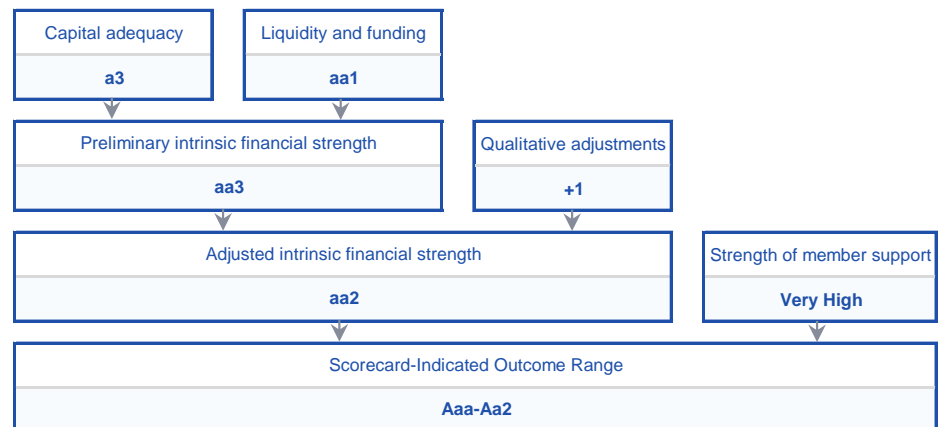 Capital adequacy
a3
Liquidity and funding
aa1
Preliminary intrinsic financial strength
aa3
Qualitative adjustments
+1
Adjusted intrinsic financial strength
aa2
Strength of member support
Very High
Scorecard-Indicated Outcome Range
Aaa-Aa2